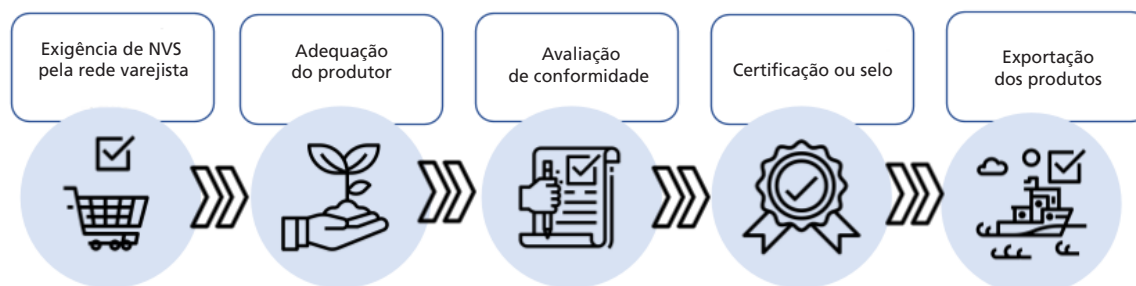 Exigência de NVS
pela rede varejista
Adequação
do produtor
Avaliação
de conformidade
Certificação ou selo
Exportação
dos produtos